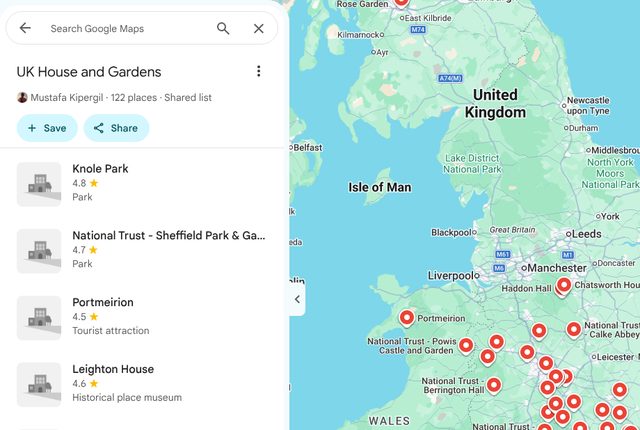 Search Google Maps
UK House and Gardens
Mustafa Kipergil · 122 places · Shared list
Save
Share
Knole Park
4.8
Park
National Trust - Sheffield Park & Ga...
4.7
Park
Portmeirion
4.5
Tourist attraction
Leighton House
4.6
Historical place museum
Rose Garden
East Kilbride
Kilmarnock
M74
Ayr
A74(M)
United
Kingdom
Newcastle
upon Tyne
Durham
Belfast
Lake District
National Park
Middlesbrou
North York
Moors
National Park
Isle of Man
York
Blackpool
Great Britain
Leeds
M61
M1
M6
Manchester
Doncaster
Liverpool
Haddon Hall
Chatsworth Hou
Portmeirion
National Trust
Calke Abbey
National Trust - Powis
Castle and Garden
Leicester
National Trust -
Berrington Hall
WALES